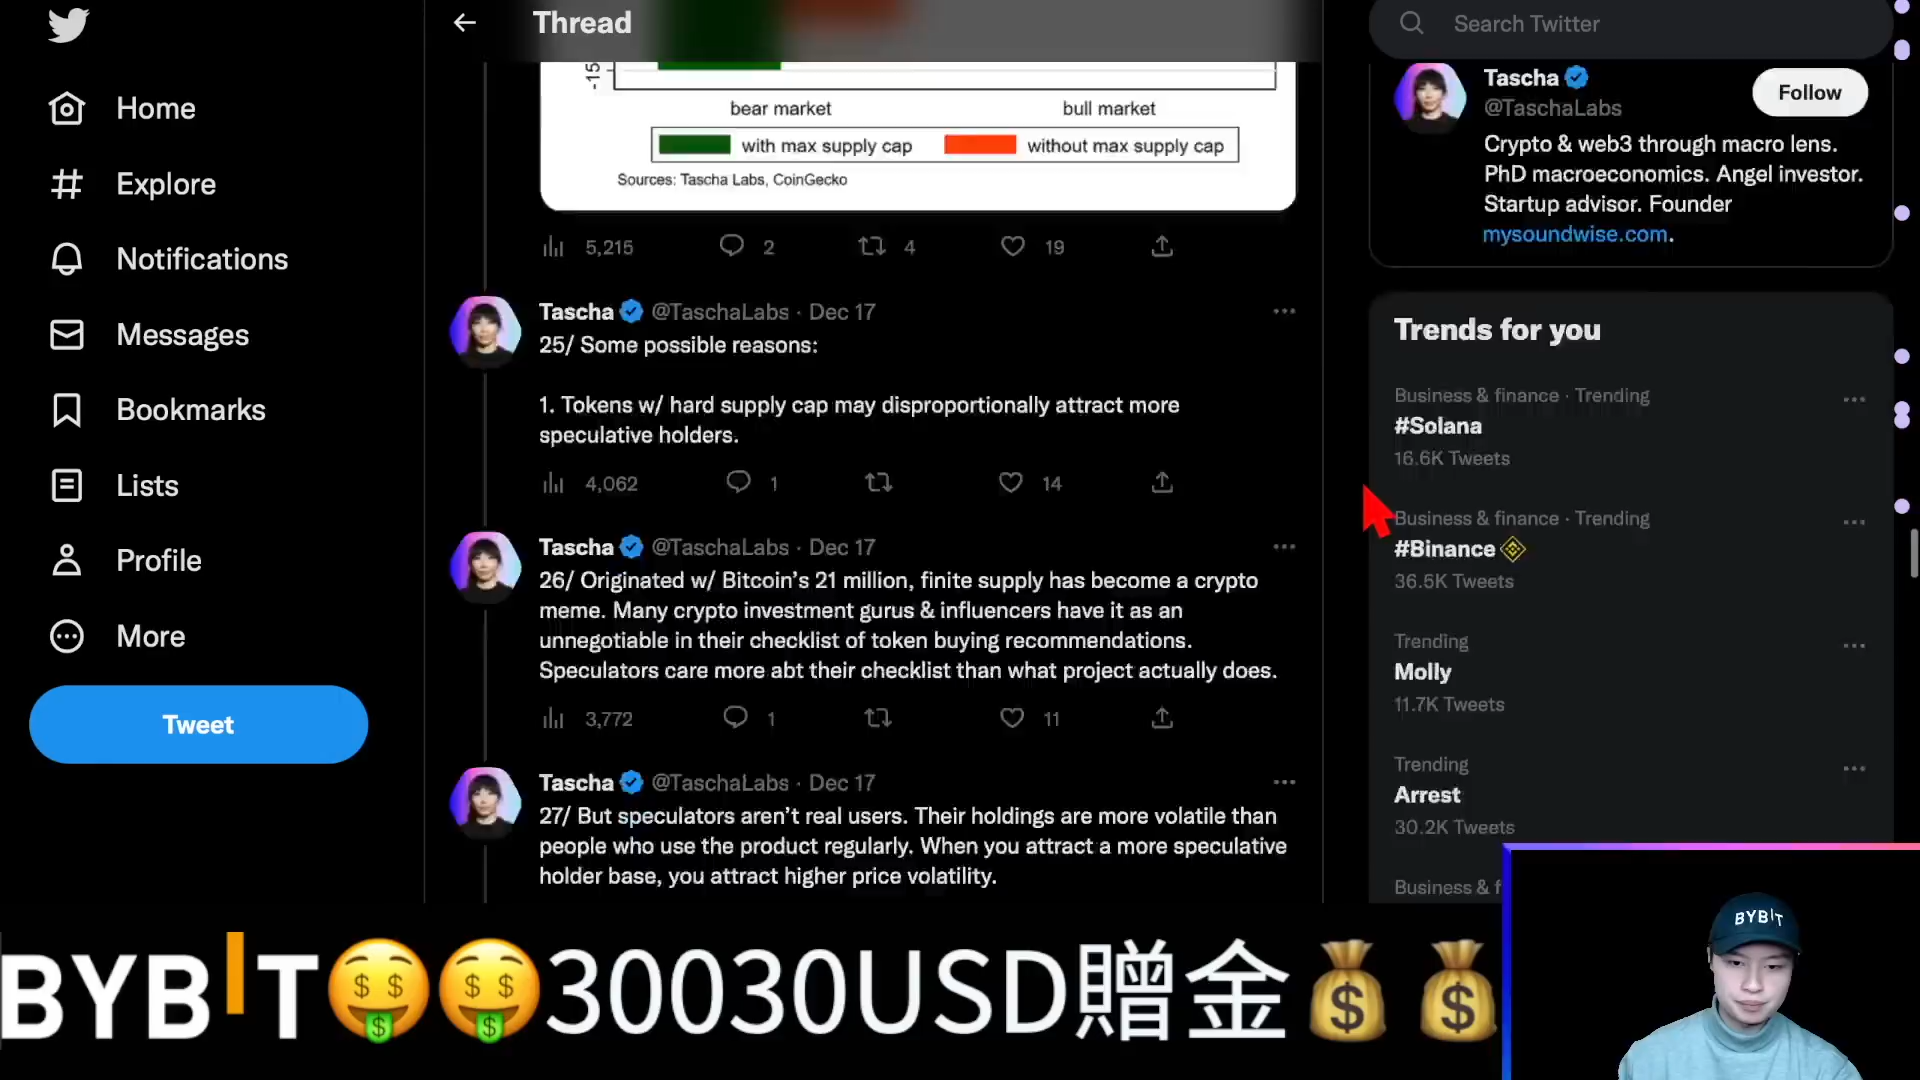 Home
Explore
Notifications
Messages
Bookmarks
Lists
Profile
More
Tweet
Thread
-15
bear market
bull market
with max supply cap
without max supply cap
Sources: Tascha Labs, CoinGecko
5,215
2
4
19
Tascha @TaschaLabs · Dec 17
25/ Some possible reasons:
1. Tokens w/ hard supply cap may disproportionally attract more
speculative holders.
4,062
1
14
Tascha @TaschaLabs · Dec 17
26/ Originated w/ Bitcoin’s 21 million, finite supply has become a crypto
meme. Many crypto investment gurus & influencers have it as an
unnegotiable in their checklist of token buying recommendations.
Speculators care more abt their checklist than what project actually does.
3,772
1
11
Tascha @TaschaLabs · Dec 17
27/ But speculators aren’t real users. Their holdings are more volatile than
people who use the product regularly. When you attract a more speculative
holder base, you attract higher price volatility.
Search Twitter
Tascha
@TaschaLabs
Follow
Crypto & web3 through macro lens.
PhD macroeconomics. Angel investor.
Startup advisor. Founder
mysoundwise.com.
Trends for you
Business & finance · Trending
#Solana
16.6K Tweets
Business & finance · Trending
#Binance
36.5K Tweets
Trending
Molly
11.7K Tweets
Trending
Arrest
30.2K Tweets
Business &
BYBIT🤑🤑30030USD贈金💰💰
BYBIT